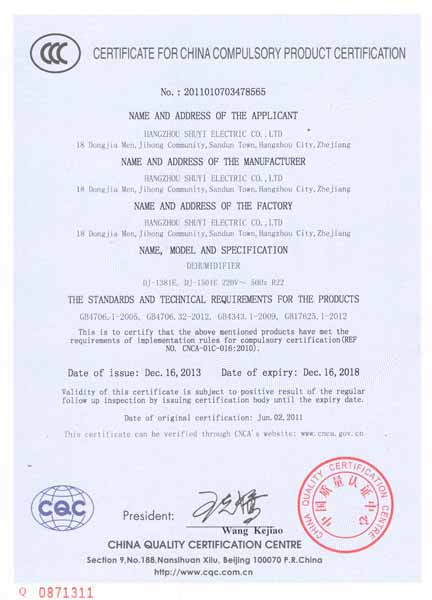 CCC
CERTIFICATE FOR CHINA COMPULSORY PRODUCT CERTIFICATION
No.: 2011010703478565
NAME AND ADDRESS OF THE APPLICANT
HANGZHOU SHUYI ELECTRIC CO.,LTD
18 Dongjia Men,Jihong Community,Sandun Town,Hangzhou City,Zhejiang
NAME AND ADDRESS OF THE MANUFACTURER
HANGZHOU SHUYI ELECTRIC CO.,LTD
18 Dongjia Men,Jihong Community,Sandun Town,Hangzhou City,Zhejiang
NAME AND ADDRESS OF THE FACTORY
HANGZHOU SHUYI ELECTRIC CO.,LTD
18 Dongjia Men,Jihong Community,Sandun Town,Hangzhou City,Zhejiang
NAME, MODEL AND SPECIFICATION
DEHUMIDIFIER
DJ-1381E, DJ-1501E 220V~ 50Hz R22
THE STANDARDS AND TECHNICAL REQUIREMENTS FOR THE PRODUCTS
GB4706.1-2005, GB4706.32-2012, GB4343.1-2009, GB17625.1-2012
This is to certify that the above mentioned products have met the
requirements of implementation rules for compulsory certification(REF
NO. CNCA-01C-016:2010).
Date of issue: Dec.16,2013 Date of expiry: Dec.16,2018
Validity of this certificate is subject to positive result of the regular
follow up inspection by issuing certification body until the expiry date.
Date of original certification: Jun.02,2011
This certificate can be verified through CNCA's website: www.cnca.gov.cn
CQC
President:
Wang Kejiao
CHINA QUALITY CERTIFICATION CENTRE
中国质量认证中心
CHINA QUALITY CERTIFICATION CENTRE
Section 9,No.188,Nansihuan Xilu, Beijing 100070 P.R.China
http://www.cqc.com.cn
Q 0871311